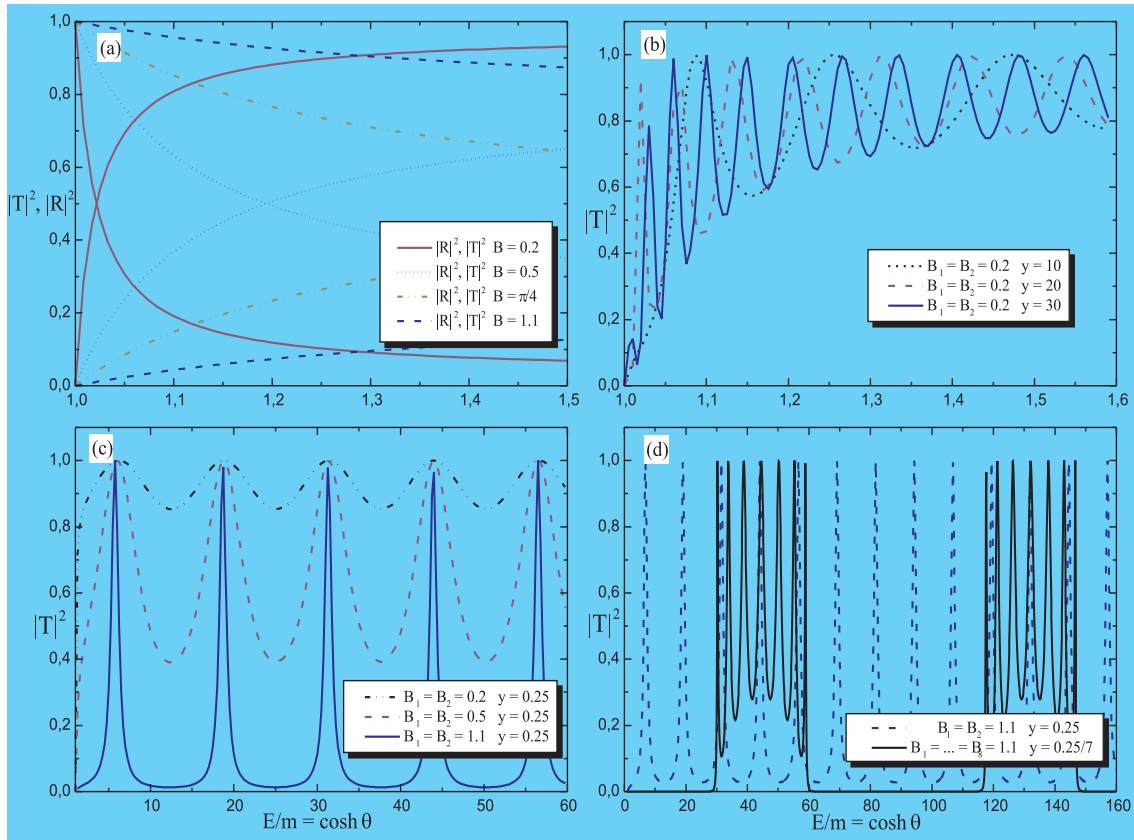 (a)
1,0
0,8
0,6
|T|², |R|²
0,4
0,2
0,0
|R|², |T|² B = 0.2
|R|², |T|² B = 0.5
|R|², |T|² B = π/4
|R|², |T|² B = 1.1
1,0 1,1 1,2 1,3 1,4 1,5
(b)
1,0
0,8
0,6
|T|²
0,4
0,2
0,0
B₁ = B₂ = 0.2 y = 10
B₁ = B₂ = 0.2 y = 20
B₁ = B₂ = 0.2 y = 30
1,0 1,1 1,2 1,3 1,4 1,5 1,6
(c)
1,0
0,8
0,6
|T|²
0,4
0,2
0,0
B₁ = B₂ = 0.2 y = 0.25
B₁ = B₂ = 0.5 y = 0.25
B₁ = B₂ = 1.1 y = 0.25
10 20 30 40 50 60
E/m = cosh θ
(d)
1,0
0,8
0,6
|T|²
0,4
0,2
0,0
B₁ = B₂ = 1.1 y = 0.25
B₁ = ... = B₈ = 1.1 y = 0.25/7
0 20 40 60 80 100 120 140 160
E/m = cosh θ